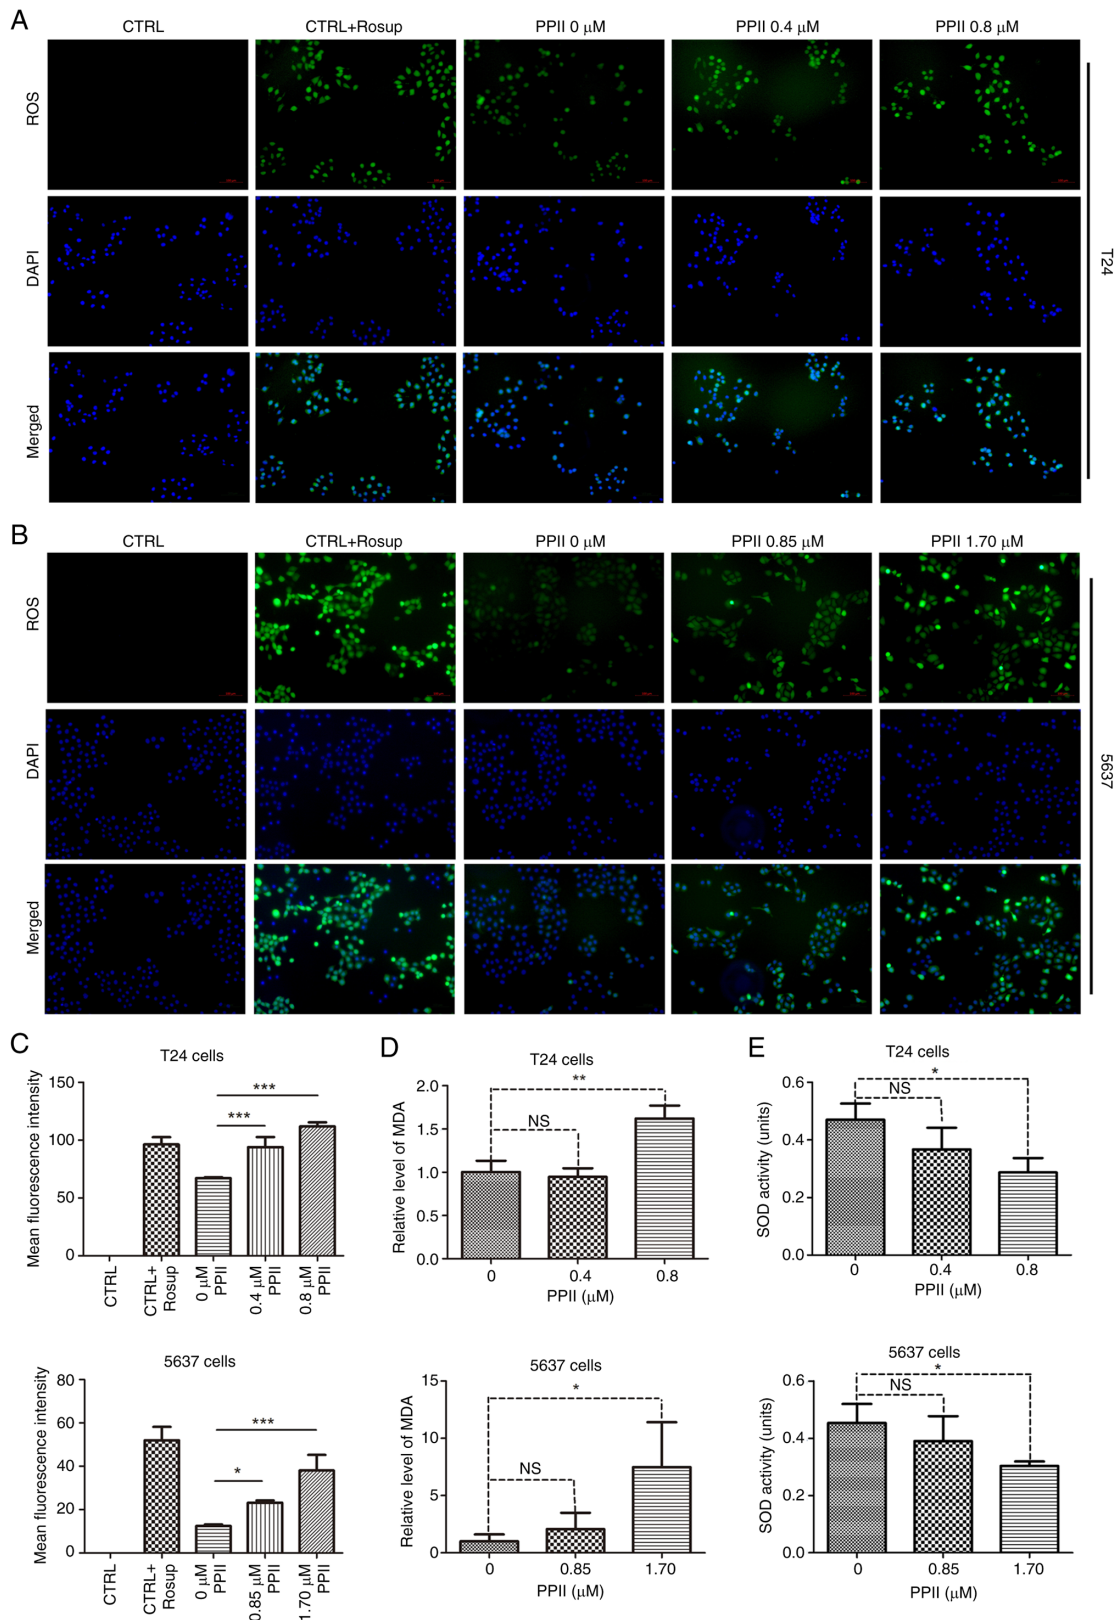 A
CTRL
CTRL+Rosup
PPII 0 μM
PPII 0.4 μM
PPII 0.8 μM
ROS
DAPI
Merged
T24
B
CTRL
CTRL+Rosup
PPII 0 μM
PPII 0.85 μM
PPII 1.70 μM
ROS
DAPI
Merged
5637
C
T24 cells
Mean fluorescence intensity
150
100
50
0
***
***
CTRL
CTRL+
Rosup
0 μM
PPII
0.4 μM
PPII
0.8 μM
PPII
5637 cells
Mean fluorescence intensity
80
60
40
20
0
***
*
CTRL
CTRL+
Rosup
0 μM
PPII
0.85 μM
PPII
1.70 μM
PPII
D
T24 cells
Relative level of MDA
2.0
1.5
1.0
0.5
0.0
**
NS
0
0.4
0.8
PPII (μM)
5637 cells
Relative level of MDA
15
10
5
0
*
NS
0
0.85
1.70
PPII (μM)
E
T24 cells
SOD activity (units)
0.6
0.4
0.2
0.0
*
NS
0
0.4
0.8
PPII (μM)
5637 cells
SOD activity (units)
0.6
0.4
0.2
0.0
*
NS
0
0.85
1.70
PPII (μM)